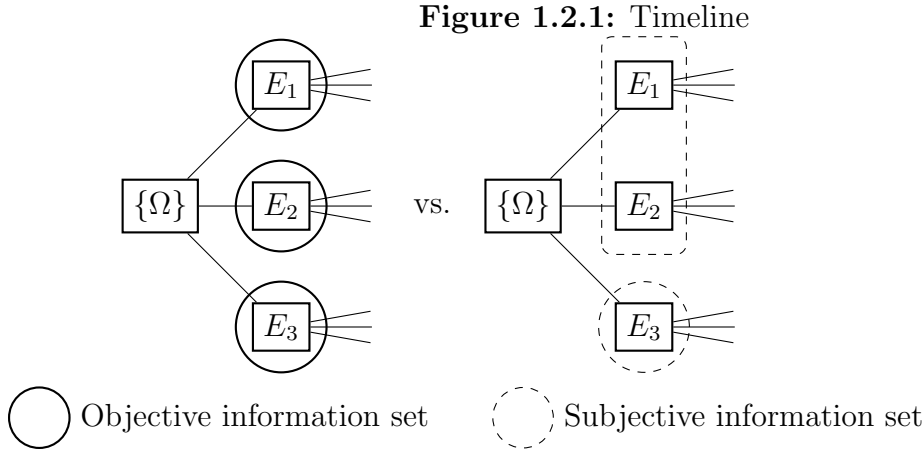 Figure 1.2.1: Timeline
E₁ E₁
{Ω} E₂ vs. {Ω} E₂
E₃ E₃
Objective information set Subjective information set